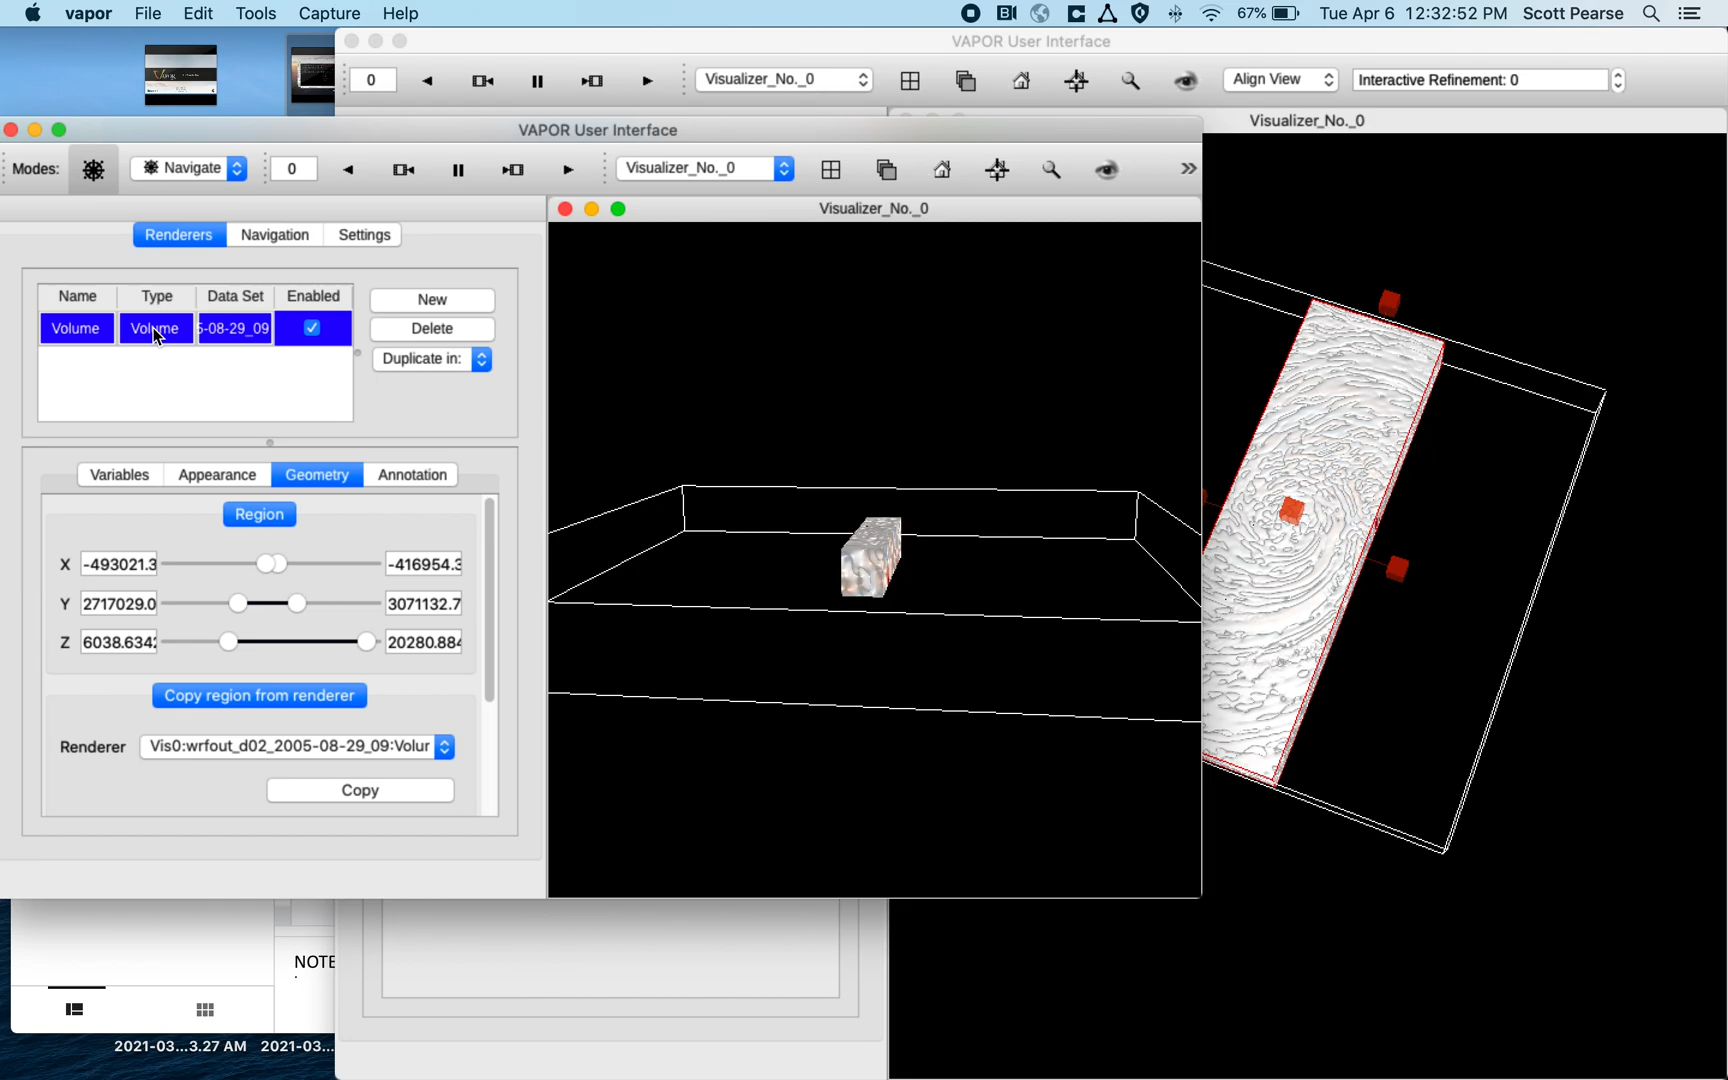 vapor File Edit Tools Capture Help 67% Tue Apr 6 12:32:52 PM Scott Pearse
VAPOR User Interface
0 Visualizer_No._0 Align View Interactive Refinement: 0
Visualizer_No._0
VAPOR User Interface
Modes: Navigate 0 Visualizer_No._0 »
Visualizer_No._0
Renderers Navigation Settings
Name Type Data Set Enabled
New
Volume Volume 5-08-29_09
Delete
Duplicate in:
Variables Appearance Geometry Annotation
Region
X -493021.3 -416954.3
Y 2717029.0 3071132.7
Z 6038.634 20280.884
Copy region from renderer
Renderer Vis0:wrfout_d02_2005-08-29_09:Volur
Copy
NOTE
2021-03...3.27 AM 2021-03...